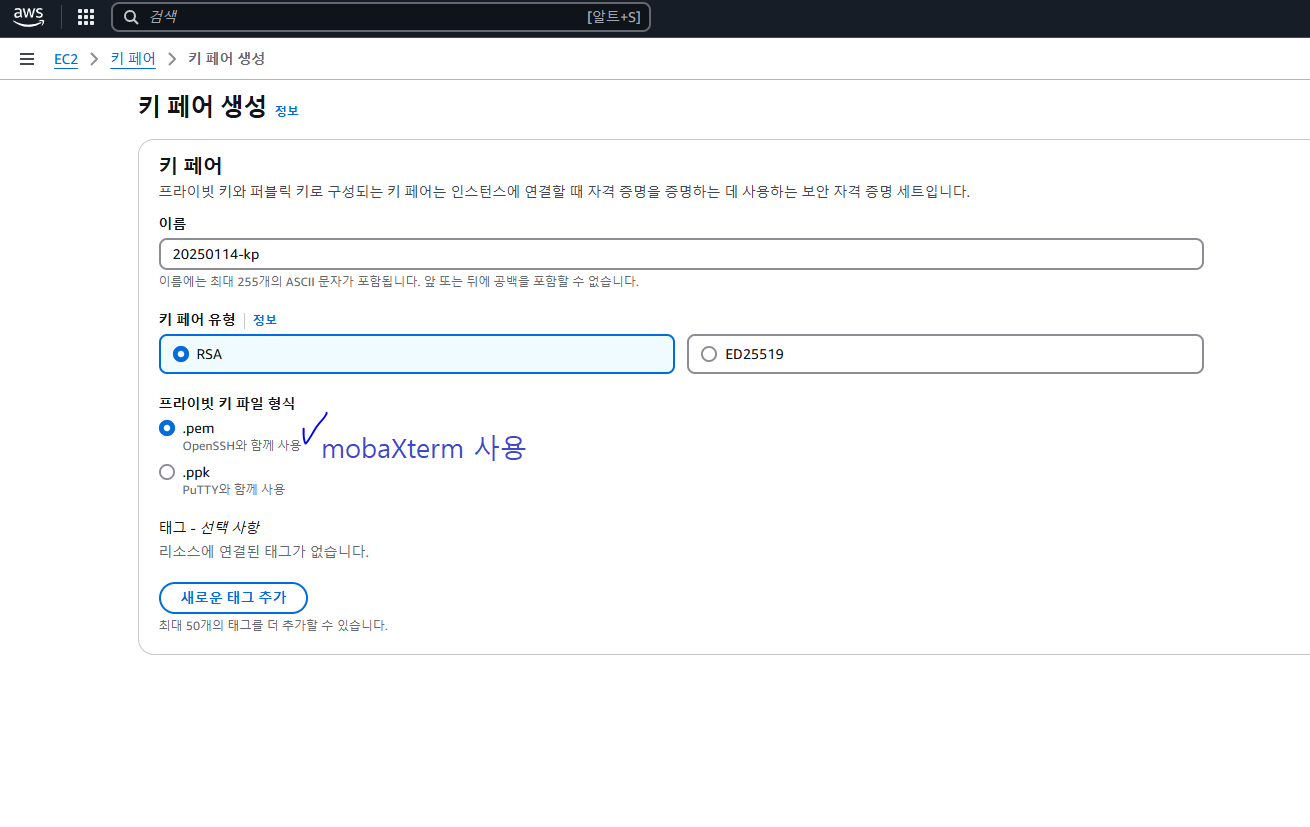 aws
검색 [알트+S]
EC2 키 페어 키 페어 생성
키 페어 생성 정보
키 페어
프라이빗 키와 퍼블릭 키로 구성되는 키 페어는 인스턴스에 연결할 때 자격 증명을 증명하는 데 사용하는 보안 자격 증명 세트입니다.
이름
20250114-kp
이름에는 최대 255개의 ASCII 문자가 포함됩니다. 앞 또는 뒤에 공백을 포함할 수 없습니다.
키 페어 유형 정보
RSA ED25519
프라이빗 키 파일 형식
.pem
OpenSSH와 함께 사용
mobaXterm 사용
.ppk
PuTTY와 함께 사용
태그 - 선택 사항
리소스에 연결된 태그가 없습니다.
새로운 태그 추가
최대 50개의 태그를 더 추가할 수 있습니다.